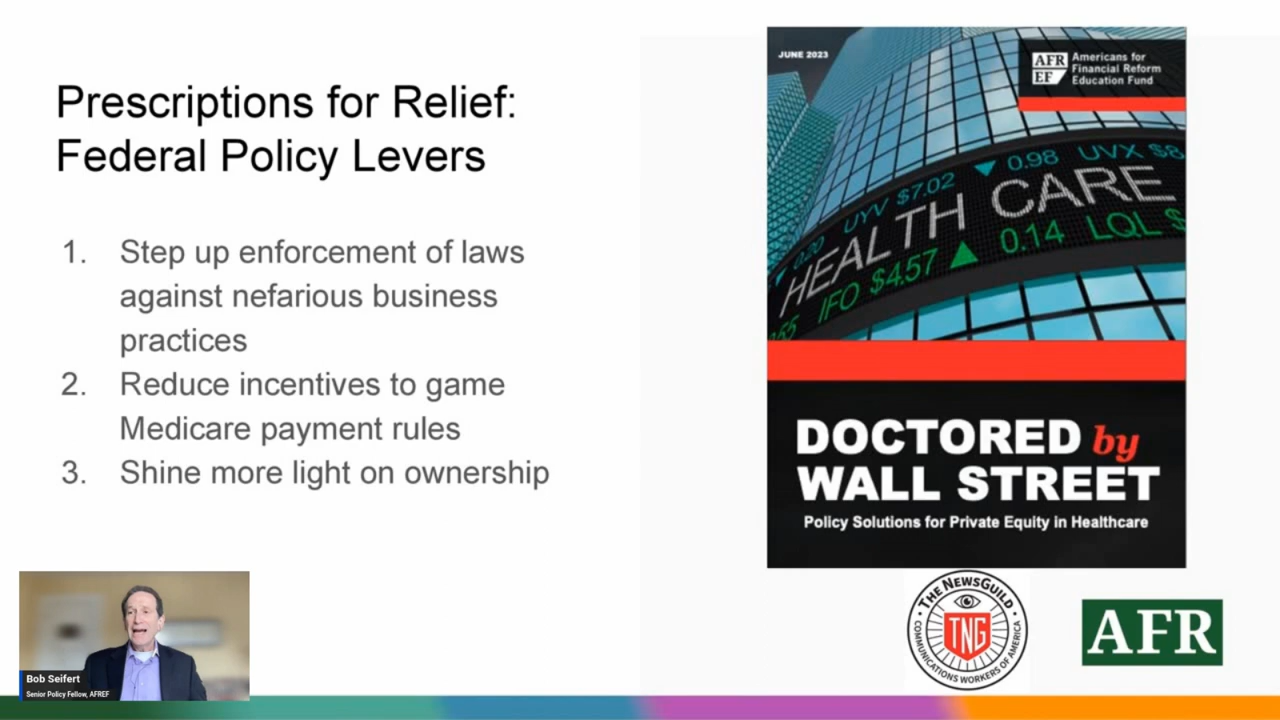 Prescriptions for Relief:
Federal Policy Levers
1. Step up enforcement of laws
against nefarious business
practices
2. Reduce incentives to game
Medicare payment rules
3. Shine more light on ownership
JUNE 2023
AFR
EF
Americans for
Financial Reform
Education Fund
0.98 UVX $8
UYV $7.02
HEALTH CARE
0.20
IFO $4.57 0.14 LQL $
55
DOCTORED by
WALL STREET
Policy Solutions for Private Equity in Healthcare
THE NEWSGUILD
TNG
COMMUNICATIONS WORKERS OF AMERICA
AFR
Bob Seifert
Senior Policy Fellow, AFREF